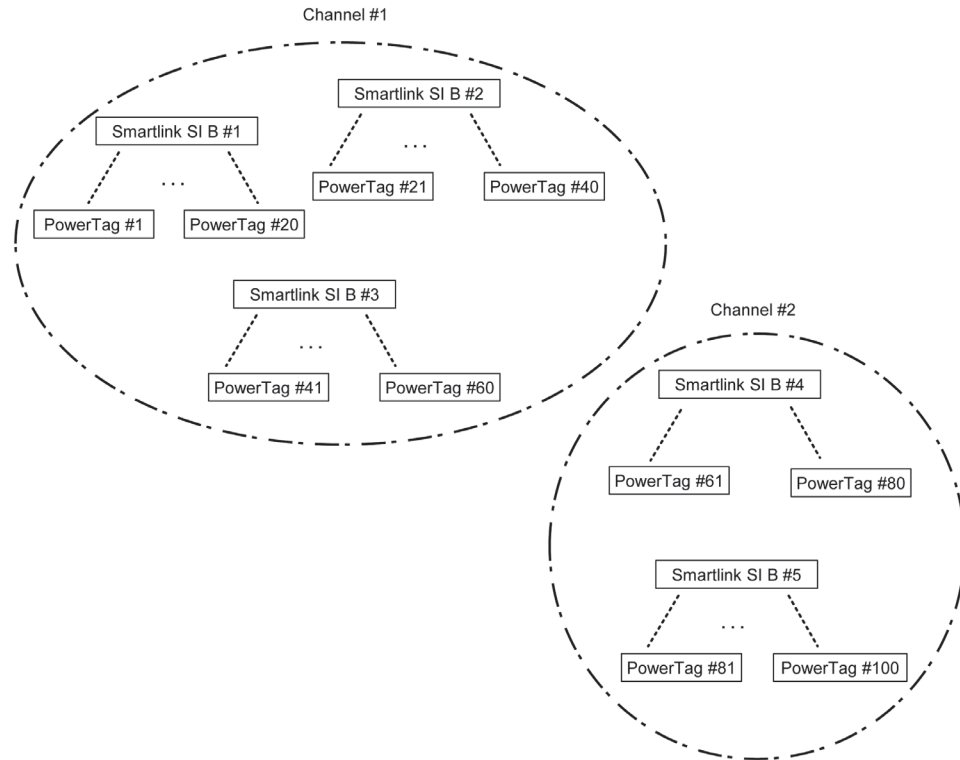 Channel #1
Smartlink SI B #2
Smartlink SI B #1
...
PowerTag #21
PowerTag #40
...
PowerTag #1
PowerTag #20
Smartlink SI B #3
...
PowerTag #41
PowerTag #60
Channel #2
Smartlink SI B #4
PowerTag #61
PowerTag #80
Smartlink SI B #5
...
PowerTag #81
PowerTag #100